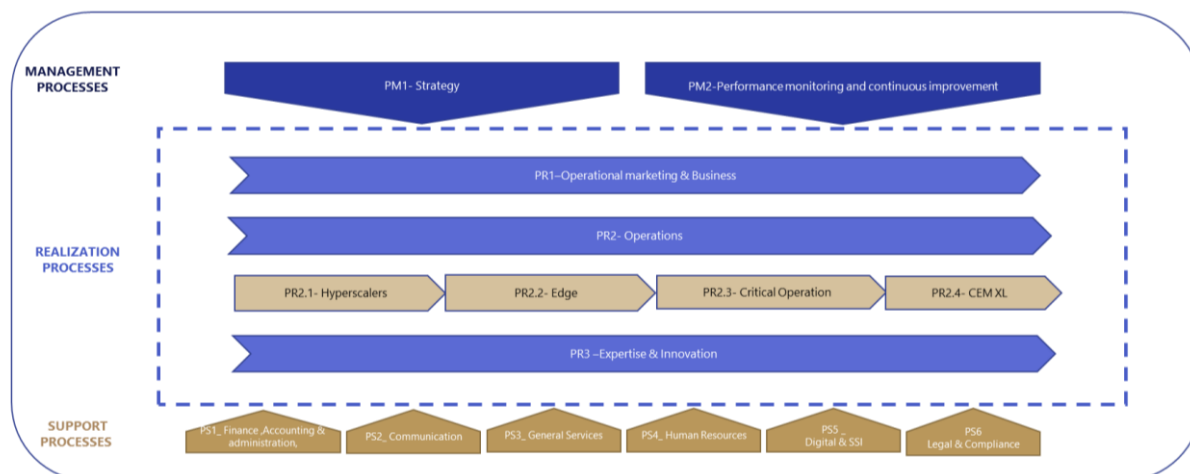 MANAGEMENT
PROCESSES
PM1- Strategy
PM2-Performance monitoring and continuous improvement
PR1–Operational marketing & Business
PR2- Operations
REALIZATION
PROCESSES
PR2.1- Hyperscalers
PR2.2- Edge
PR2.3- Critical Operation
PR2.4- CEM XL
PR3 –Expertise & Innovation
SUPPORT
PROCESSES
PS1_ Finance ,Accounting &
administration,
PS2_ Communication
PS3_ General Services
PS4_ Human Resources
PS5 _
Digital & SSI
PS6
Legal & Compliance